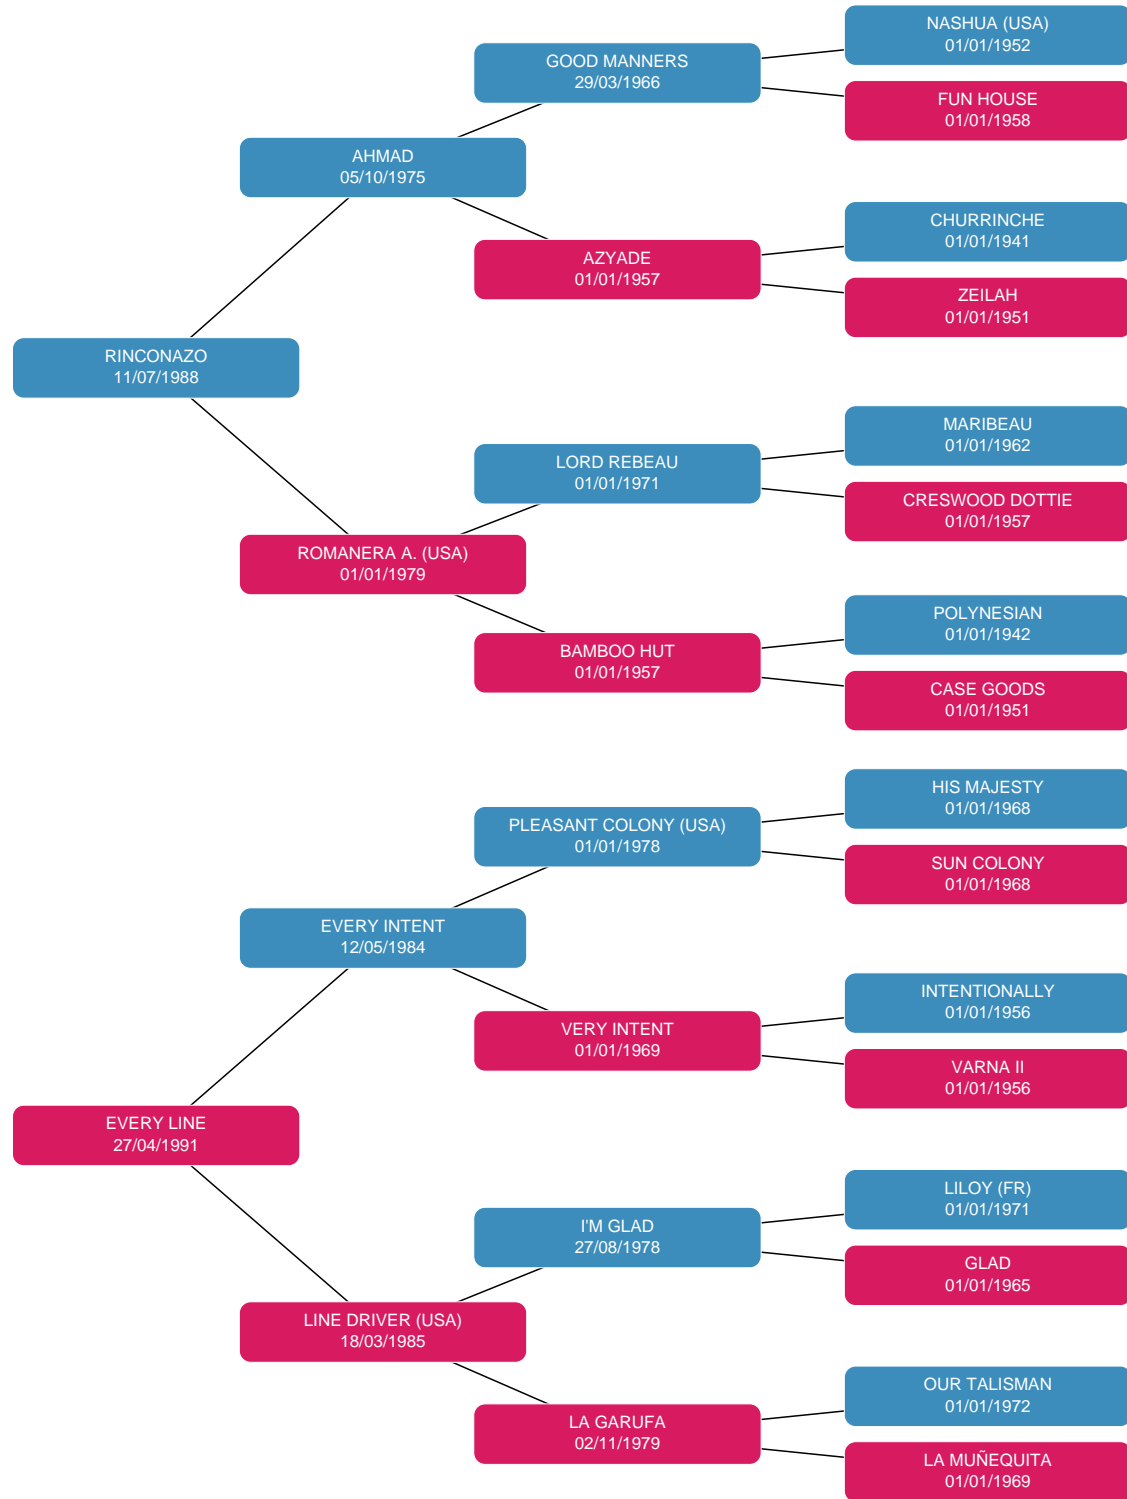 NASHUA (USA)
01/01/1952
GOOD MANNERS
29/03/1966
FUN HOUSE
01/01/1958
AHMAD
05/10/1975
CHURRINCHE
01/01/1941
AZYADE
01/01/1957
ZEILAH
01/01/1951
RINCONAZO
11/07/1988
MARIBEAU
01/01/1962
LORD REBEAU
01/01/1971
CRESWOOD DOTTIE
01/01/1957
ROMANERA A. (USA)
01/01/1979
POLYNESIAN
01/01/1942
BAMBOO HUT
01/01/1957
CASE GOODS
01/01/1951
HIS MAJESTY
01/01/1968
PLEASANT COLONY (USA)
01/01/1978
SUN COLONY
01/01/1968
EVERY INTENT
12/05/1984
INTENTIONALLY
01/01/1956
VERY INTENT
01/01/1969
VARNA II
01/01/1956
EVERY LINE
27/04/1991
LILOY (FR)
01/01/1971
I'M GLAD
27/08/1978
GLAD
01/01/1965
LINE DRIVER (USA)
18/03/1985
OUR TALISMAN
01/01/1972
LA GARUFA
02/11/1979
LA MUÑEQUITA
01/01/1969